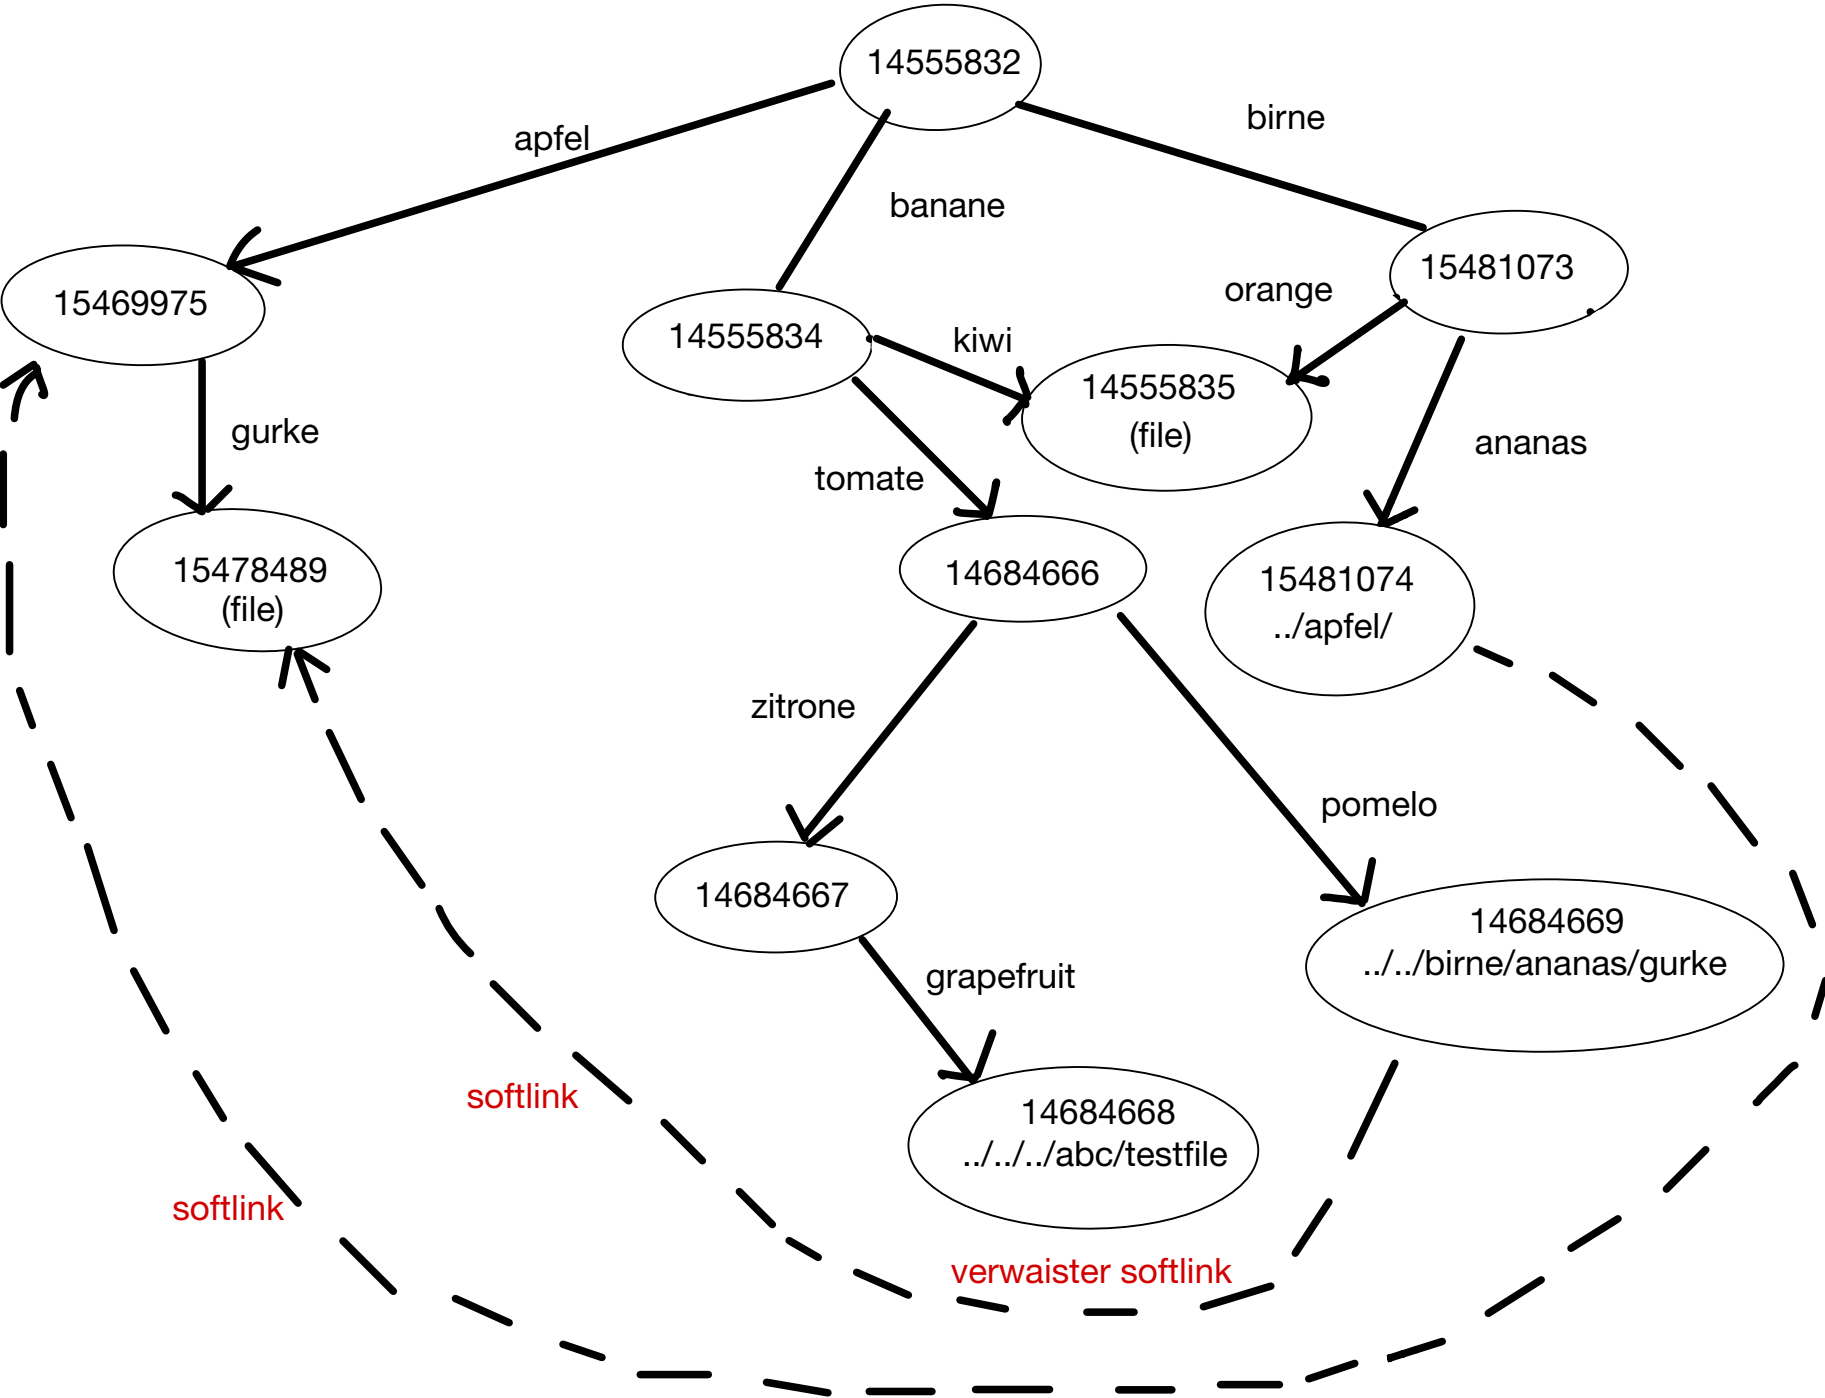 14555832
apfel
birne
banane
15469975
14555834
15481073
orange
kiwi
14555835
(file)
gurke
tomate
ananas
15478489
(file)
14684666
15481074
../apfel/
zitrone
pomelo
14684667
14684669
../../birne/ananas/gurke
grapefruit
14684668
../../../abc/testfile
softlink
softlink
verwaister softlink